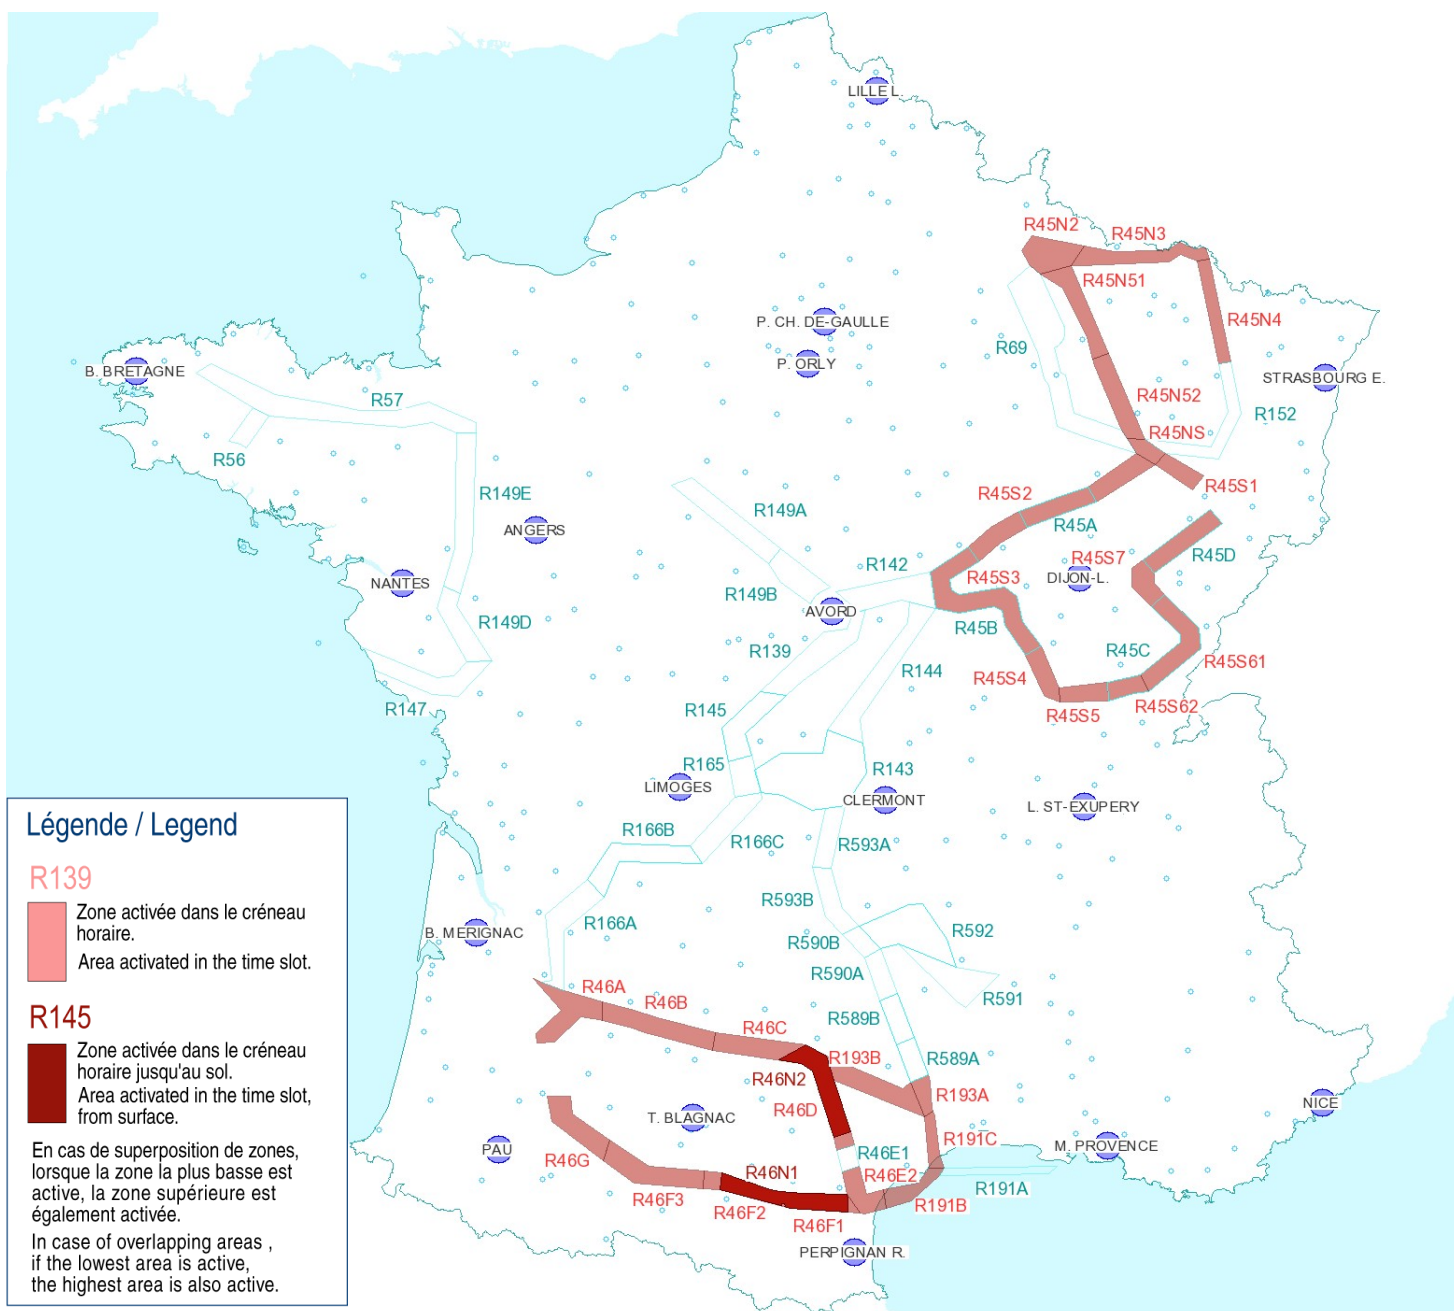 LILLE L.
R45N2
R45N3
R45N51
P. CH. DE-GAULLE
R45N4
R69
P. ORLY
B. BRETAGNE
STRASBOURG E.
R57
R45N52
R152
R45NS
R56
R45S1
R149E
R45S2
R149A
R45A
ANGERS
R45S7
R45D
R142
R45S3
DIJON-L.
NANTES
R149B
AVORD
R149D
R45B
R139
R45C
R45S61
R144
R45S4
R147
R145
R45S5
R45S62
R165
R143
LIMOGES
CLERMONT
L. ST-EXUPERY
R166B
R166C
R593A
R593B
R166A
B. MERIGNAC
R590B
R592
R590A
R46A
R46B
R591
R589B
R46C
R193B
R589A
R46N2
R193A
R46D
NICE
T. BLAGNAC
R191C
PAU
M. PROVENCE
R46G
R46E1
R46N1
R46E2
R191A
R46F3
R46F2
R191B
R46F1
PERPIGNAN R.
Légende / Legend
R139
Zone activée dans le créneau
horaire.
Area activated in the time slot.
R145
Zone activée dans le créneau
horaire jusqu'au sol.
Area activated in the time slot,
from surface.
En cas de superposition de zones,
lorsque la zone la plus basse est
active, la zone supérieure est
également activée.
In case of overlapping areas ,
if the lowest area is active,
the highest area is also active.